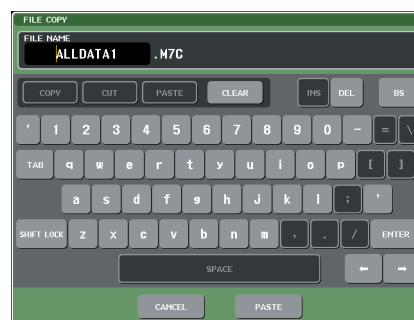 FILE COPY
FILE NAME
ALLDATA1 .M7C
COPY CUT PASTE CLEAR INS DEL BS
' 1 2 3 4 5 6 7 8 9 0 - = \
TAB q w e r t y u i o p [ ]
a s d f g h j k l ; '
SHIFT LOCK z x c v b n m , . / ENTER
SPACE ← →
CANCEL PASTE